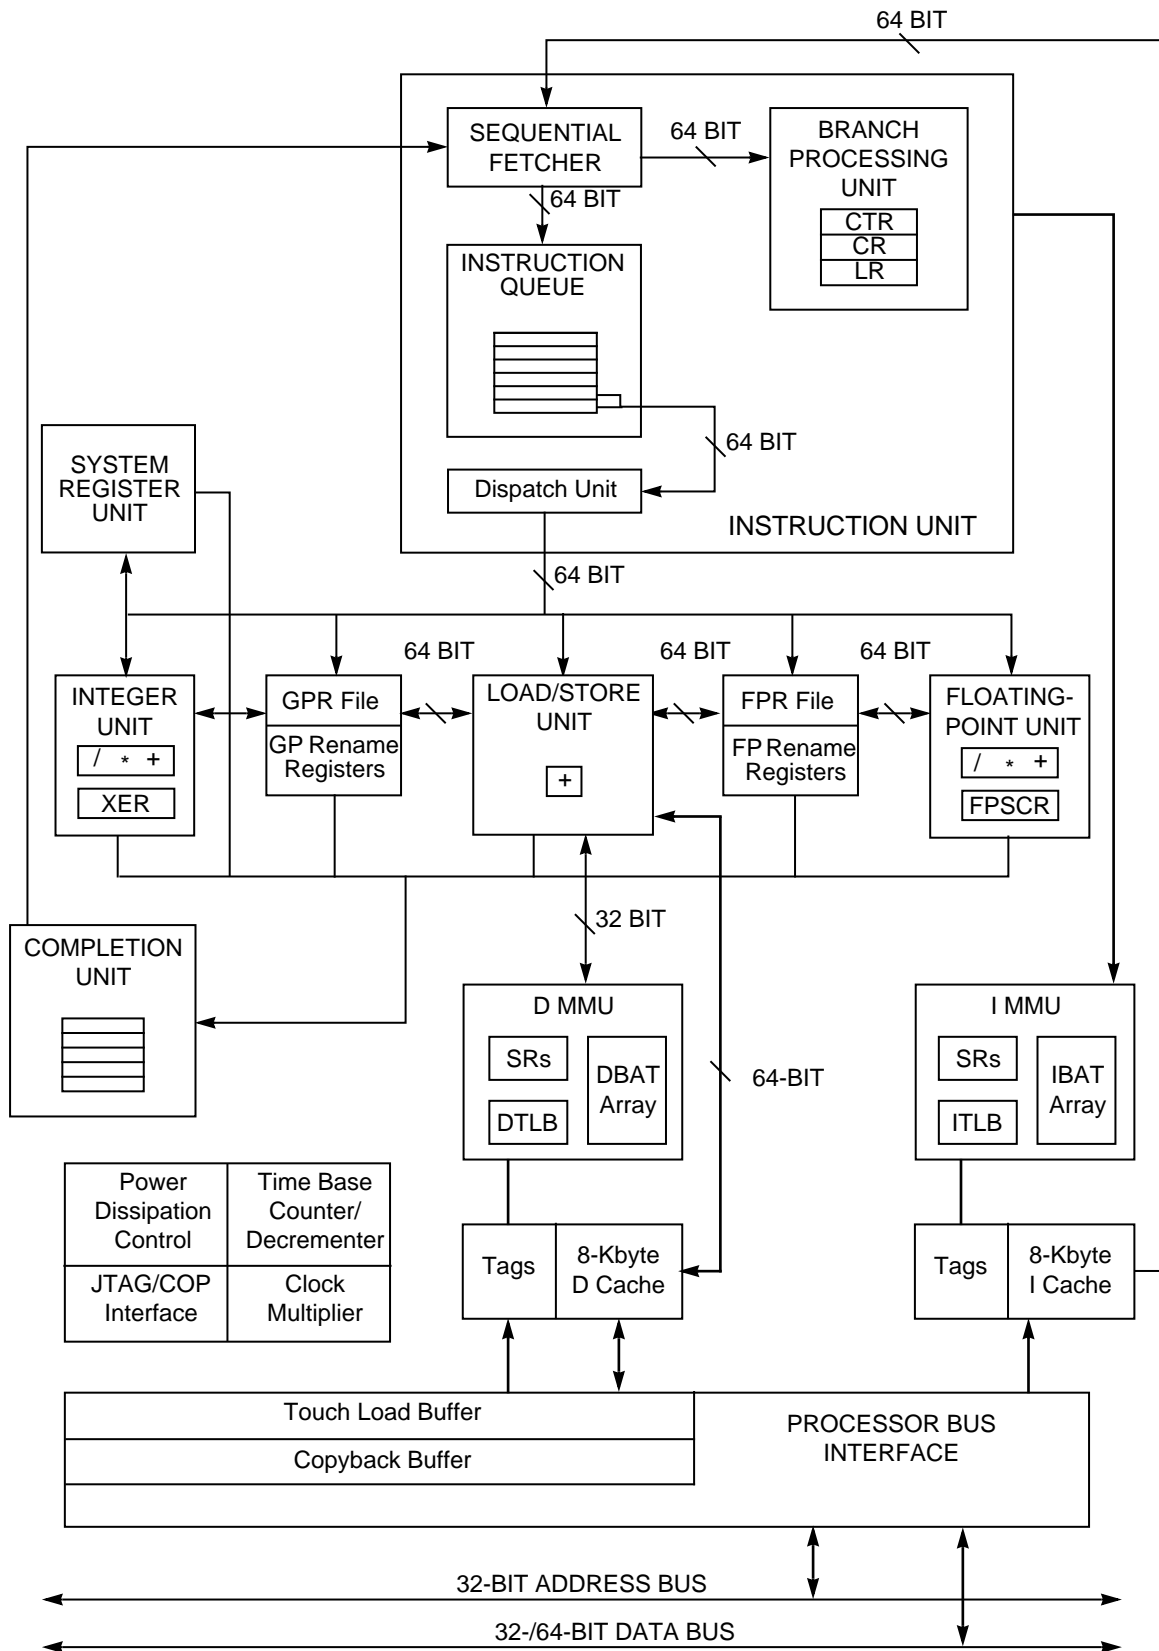 64 BIT
SEQUENTIAL
FETCHER
64 BIT
BRANCH
PROCESSING
UNIT
CTR
CR
LR
64 BIT
INSTRUCTION
QUEUE
64 BIT
SYSTEM
REGISTER
UNIT
Dispatch Unit
INSTRUCTION UNIT
64 BIT
64 BIT
64 BIT
64 BIT
INTEGER
UNIT
/ * +
XER
GPR File
GP Rename
Registers
LOAD/STORE
UNIT
+
FPR File
FP Rename
Registers
FLOATING-
POINT UNIT
/ * +
FPSCR
32 BIT
COMPLETION
UNIT
D MMU
SRs
DTLB
DBAT
Array
64-BIT
I MMU
SRs
ITLB
IBAT
Array
Power
Dissipation
Control
Time Base
Counter/
Decrementer
JTAG/COP
Interface
Clock
Multiplier
Tags
8-Kbyte
D Cache
Tags
8-Kbyte
I Cache
Touch Load Buffer
Copyback Buffer
PROCESSOR BUS
INTERFACE
32-BIT ADDRESS BUS
32-/64-BIT DATA BUS